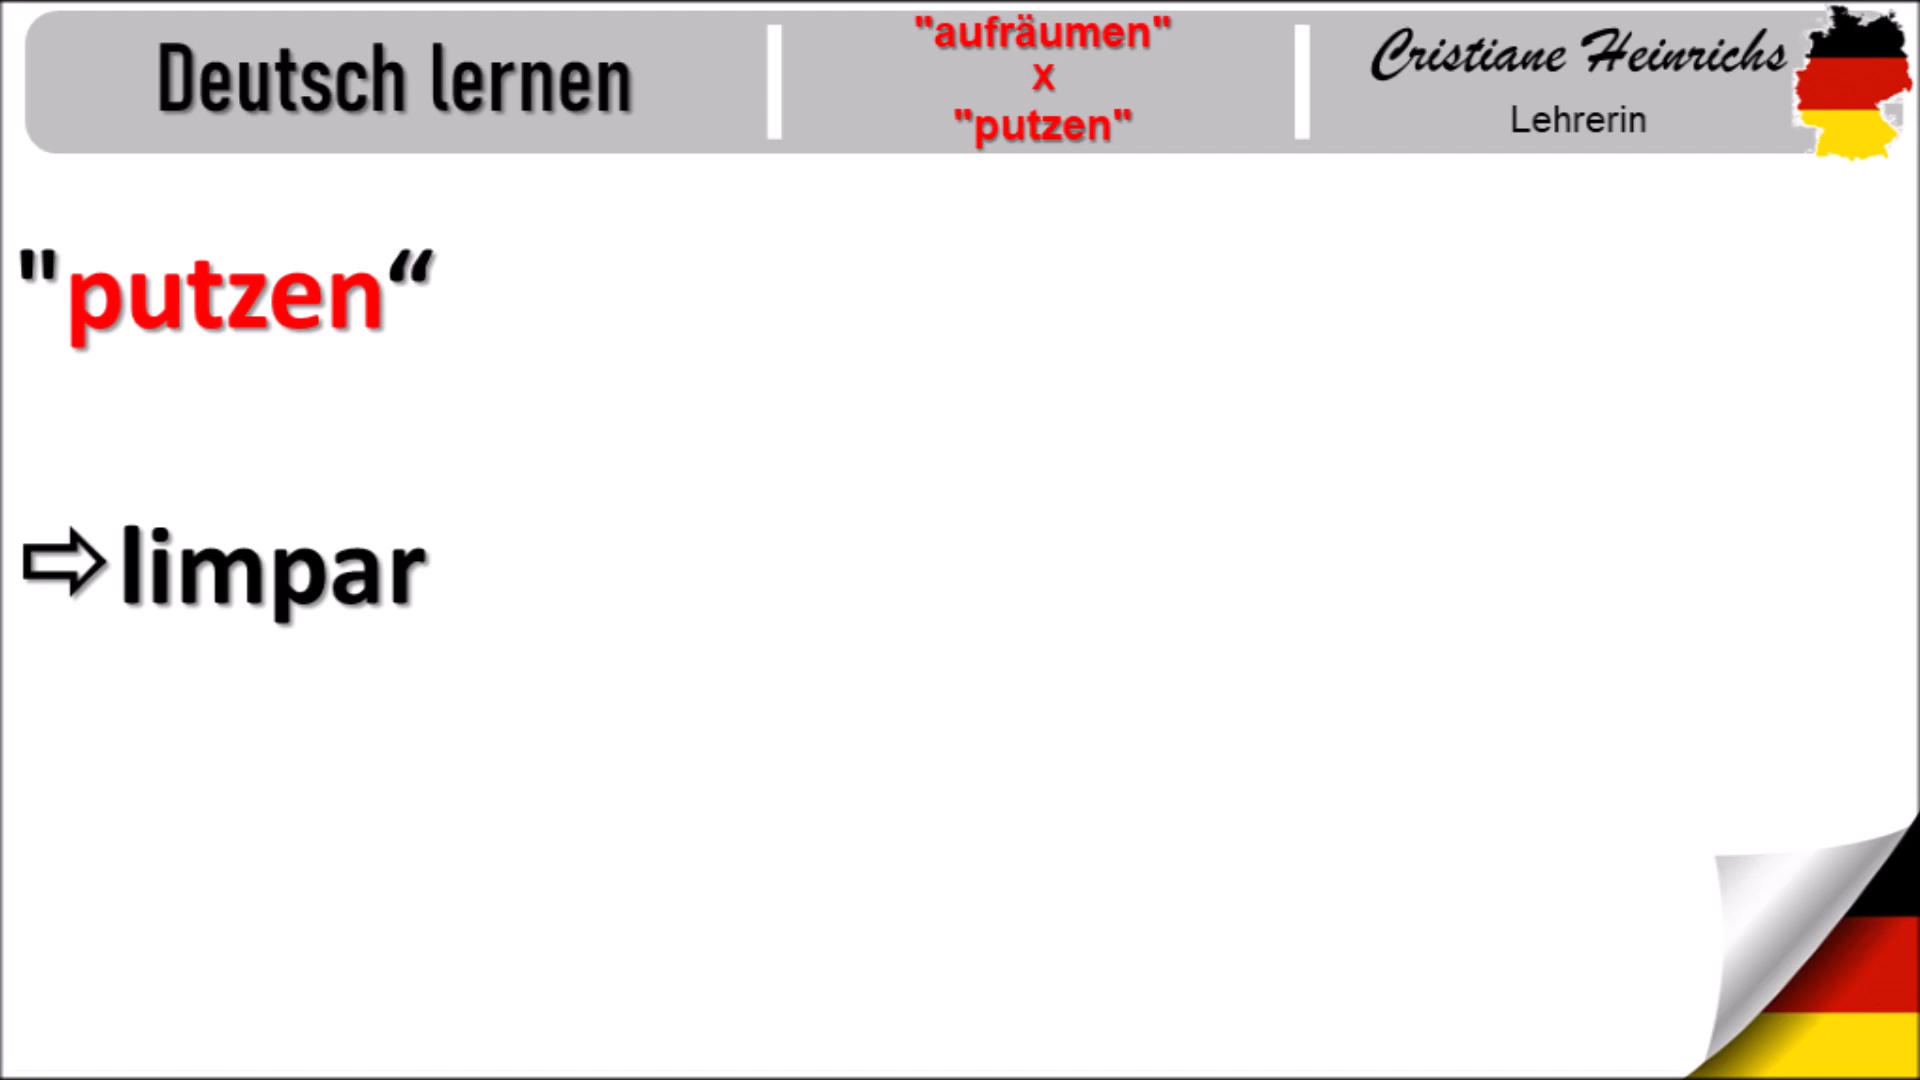 Deutsch lernen
"aufräumen"
X
"putzen"
Cristiane Heinrichs
Lehrerin
"putzen“
⇨limpar